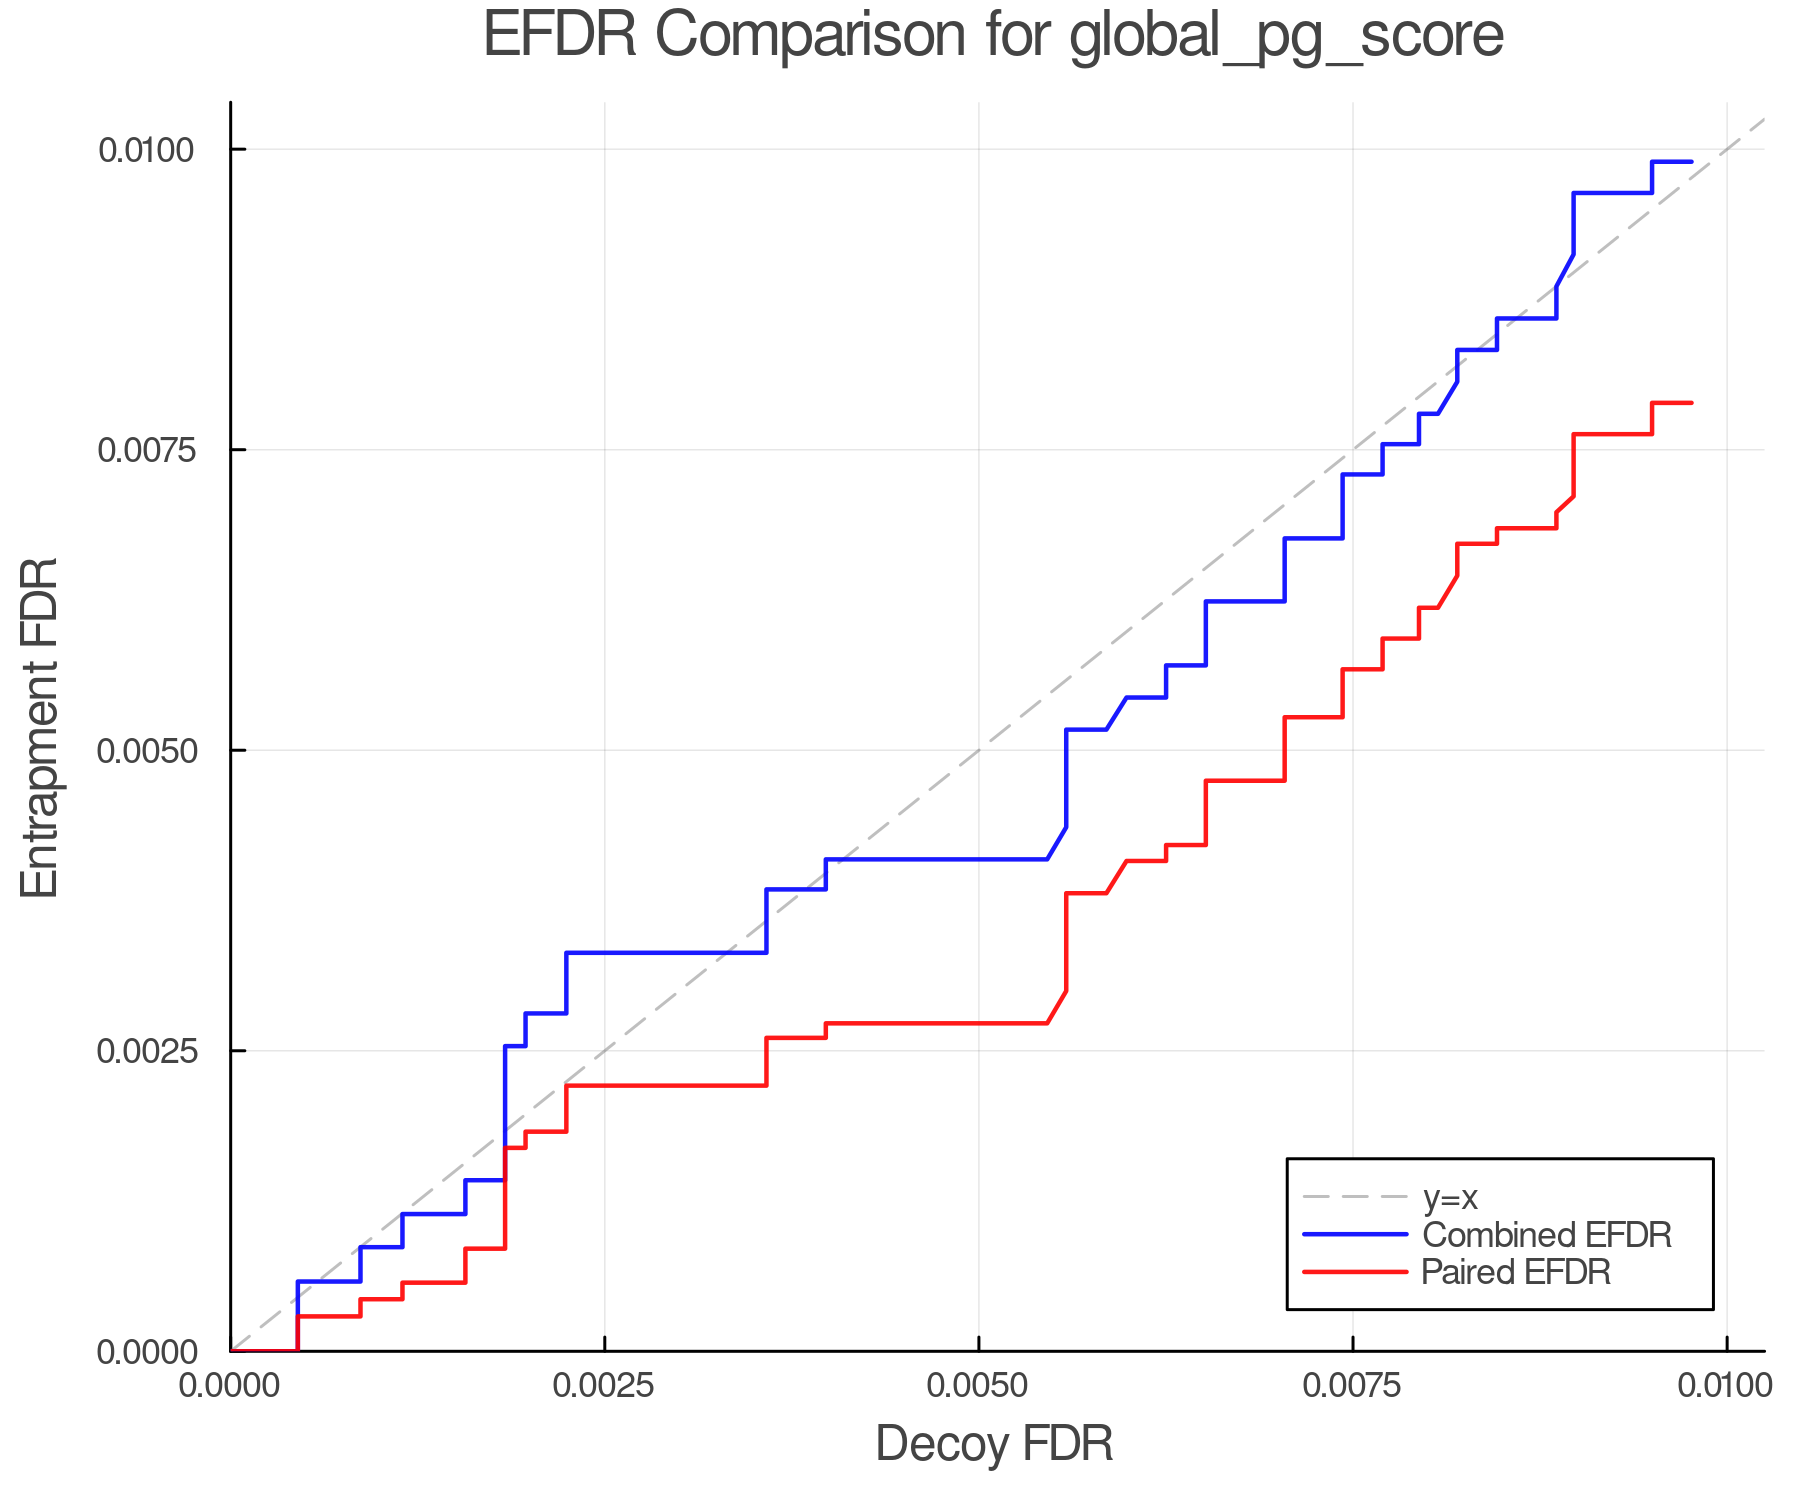 EFDR Comparison for global_pg_score
Entrapment FDR
0.0100
0.0075
0.0050
0.0025
0.0000
0.0000
0.0025
0.0050
0.0075
0.0100
Decoy FDR
y=x
Combined EFDR
Paired EFDR